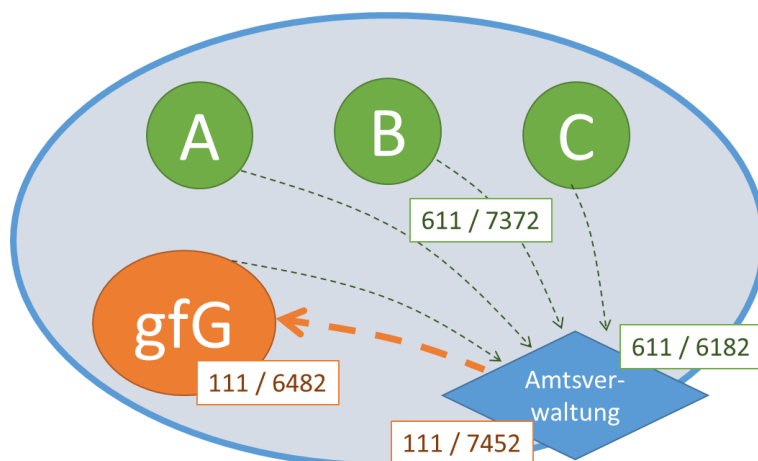 A
B
C
611 / 7372
gfG
111 / 6482
611 / 6182
Amtsver-
waltung
111 / 7452